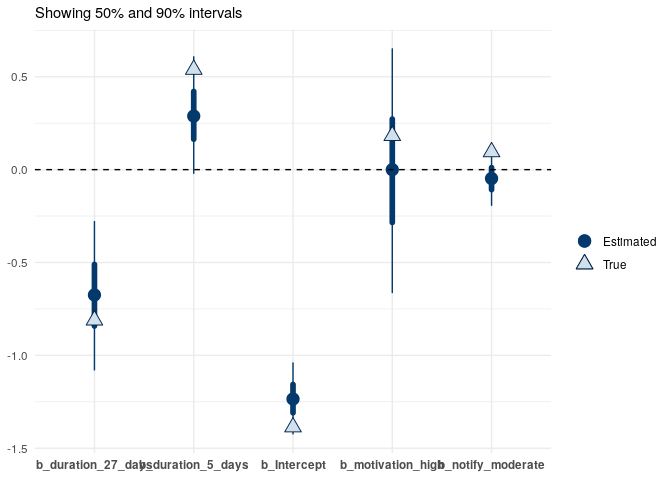 Showing 50% and 90% intervals
0.5
0.0
-0.5
-1.0
-1.5
b_duration_27_days b_duration_5_days b_Intercept b_motivation_high b_notify_moderate
Estimated
True